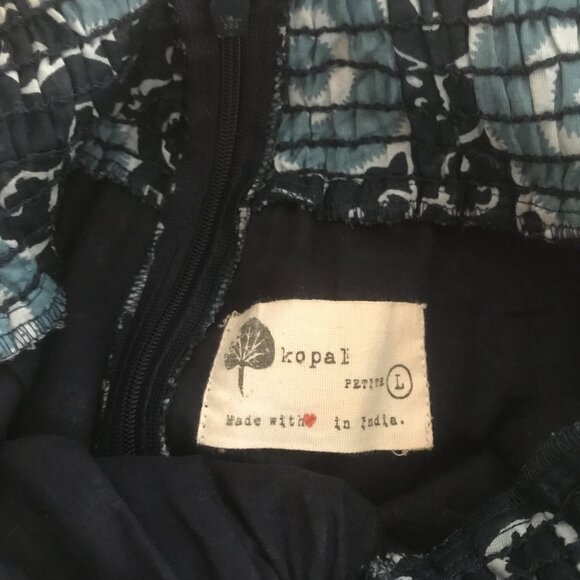 kopal
PETITE L
Made with❤ in India.